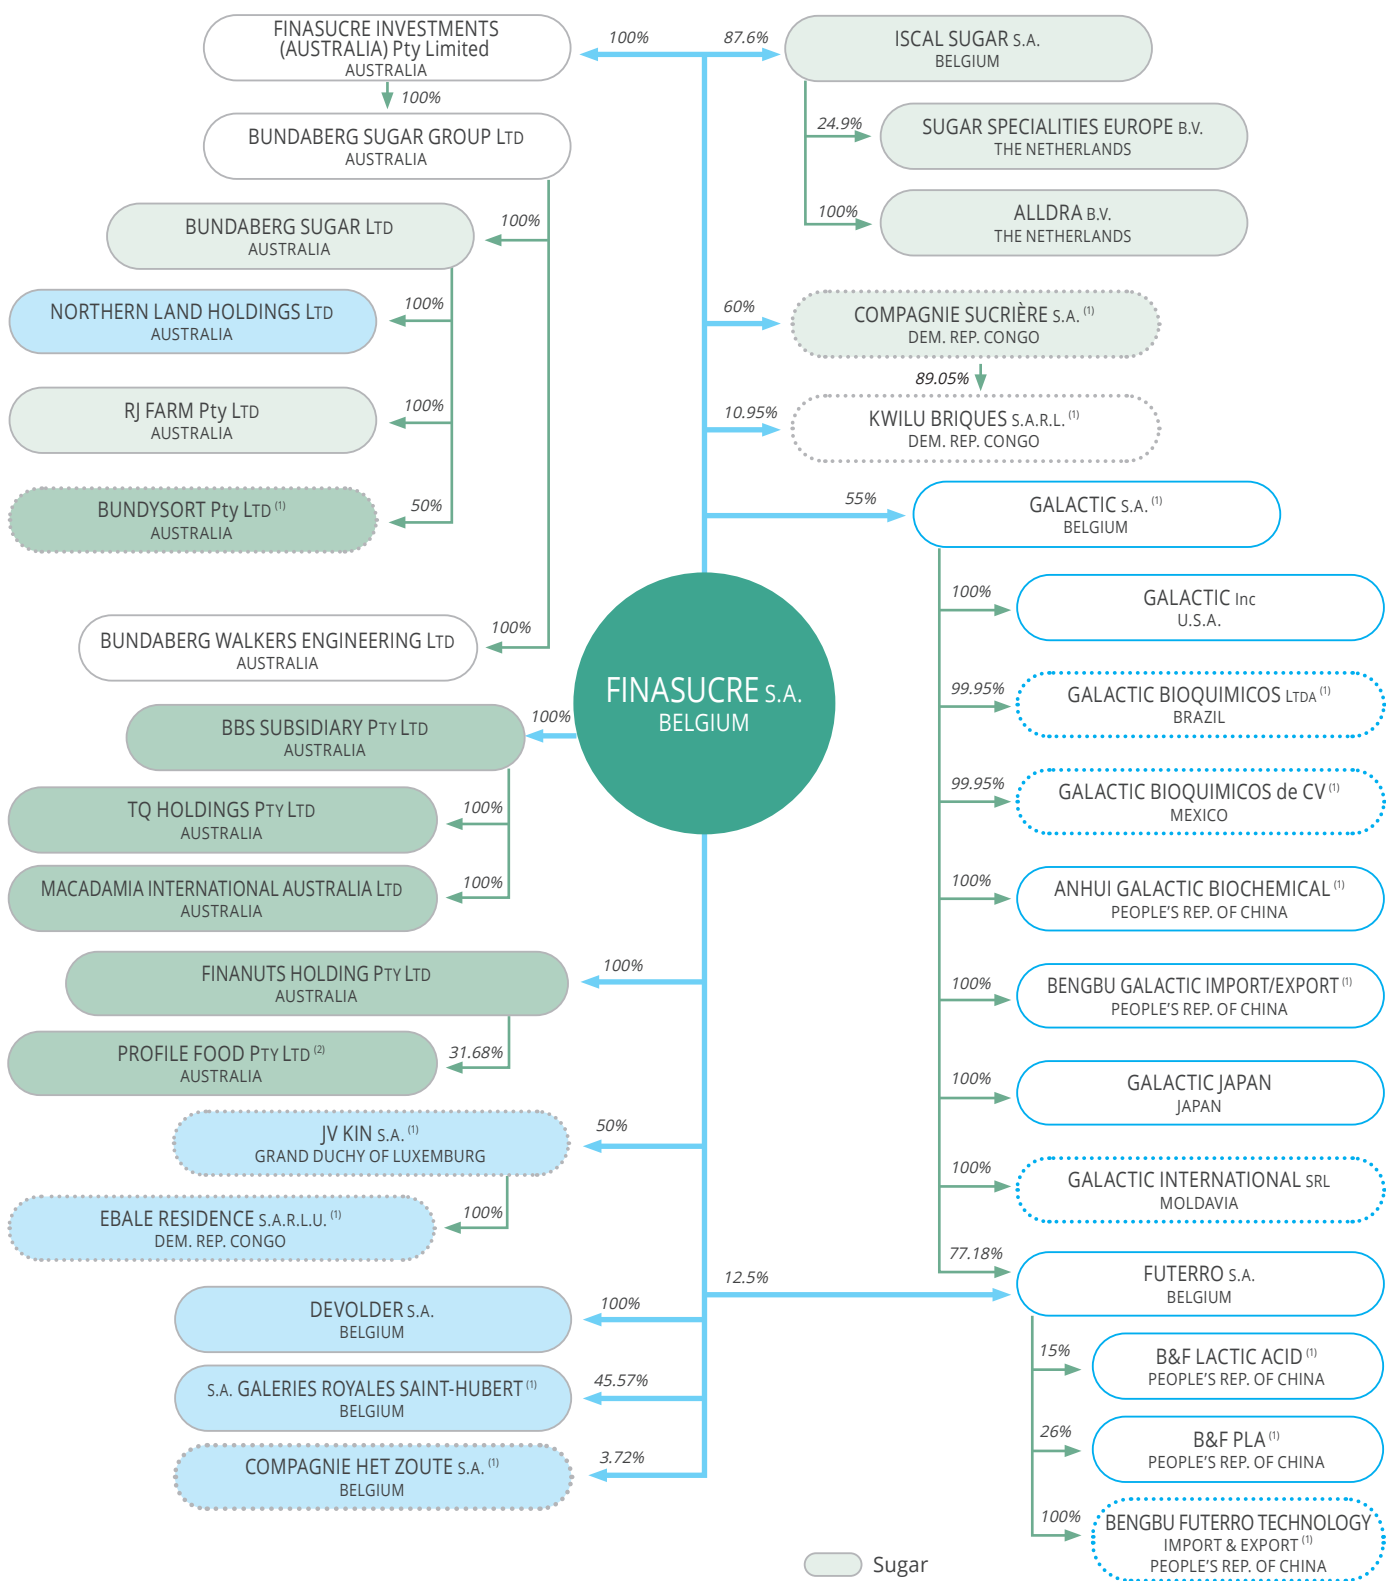 FINASUCRE INVESTMENTS
(AUSTRALIA) Pty Limited
AUSTRALIA
100%
100%
BUNDABERG SUGAR GROUP LTD
AUSTRALIA
100%
BUNDABERG SUGAR LTD
AUSTRALIA
100%
NORTHERN LAND HOLDINGS LTD
AUSTRALIA
100%
RJ FARM Pty LTD
AUSTRALIA
50%
BUNDYSORT Pty LTD (1)
AUSTRALIA
100%
BUNDABERG WALKERS ENGINEERING LTD
AUSTRALIA
87.6%
ISCAL SUGAR S.A.
BELGIUM
24.9%
SUGAR SPECIALITIES EUROPE B.V.
THE NETHERLANDS
100%
ALLDRA B.V.
THE NETHERLANDS
60%
COMPAGNIE SUCRIÈRE S.A. (1)
DEM. REP. CONGO
89.05%
10.95%
KWILU BRIQUES S.A.R.L. (1)
DEM. REP. CONGO
55%
GALACTIC S.A. (1)
BELGIUM
100%
GALACTIC Inc
U.S.A.
99.95%
GALACTIC BIOQUIMICOS LTDA (1)
BRAZIL
99.95%
GALACTIC BIOQUIMICOS de CV (1)
MEXICO
100%
ANHUI GALACTIC BIOCHEMICAL (1)
PEOPLE'S REP. OF CHINA
100%
BENGBU GALACTIC IMPORT/EXPORT (1)
PEOPLE'S REP. OF CHINA
100%
GALACTIC JAPAN
JAPAN
100%
GALACTIC INTERNATIONAL SRL
MOLDAVIA
77.18%
12.5%
FUTERRO S.A.
BELGIUM
15%
B&F LACTIC ACID (1)
PEOPLE'S REP. OF CHINA
26%
B&F PLA (1)
PEOPLE'S REP. OF CHINA
100%
BENGBU FUTERRO TECHNOLOGY
IMPORT & EXPORT (1)
PEOPLE'S REP. OF CHINA
FINASUCRE S.A.
BELGIUM
100%
BBS SUBSIDIARY PTY LTD
AUSTRALIA
100%
TQ HOLDINGS PTY LTD
AUSTRALIA
100%
MACADAMIA INTERNATIONAL AUSTRALIA LTD
AUSTRALIA
100%
FINANUTS HOLDING PTY LTD
AUSTRALIA
31.68%
PROFILE FOOD PTY LTD (2)
AUSTRALIA
50%
JV KIN S.A. (1)
GRAND DUCHY OF LUXEMBURG
100%
EBALE RESIDENCE S.A.R.L.U. (1)
DEM. REP. CONGO
100%
DEVOLDER S.A.
BELGIUM
45.57%
S.A. GALERIES ROYALES SAINT-HUBERT (1)
BELGIUM
3.72%
COMPAGNIE HET ZOUTE S.A. (1)
BELGIUM
Sugar